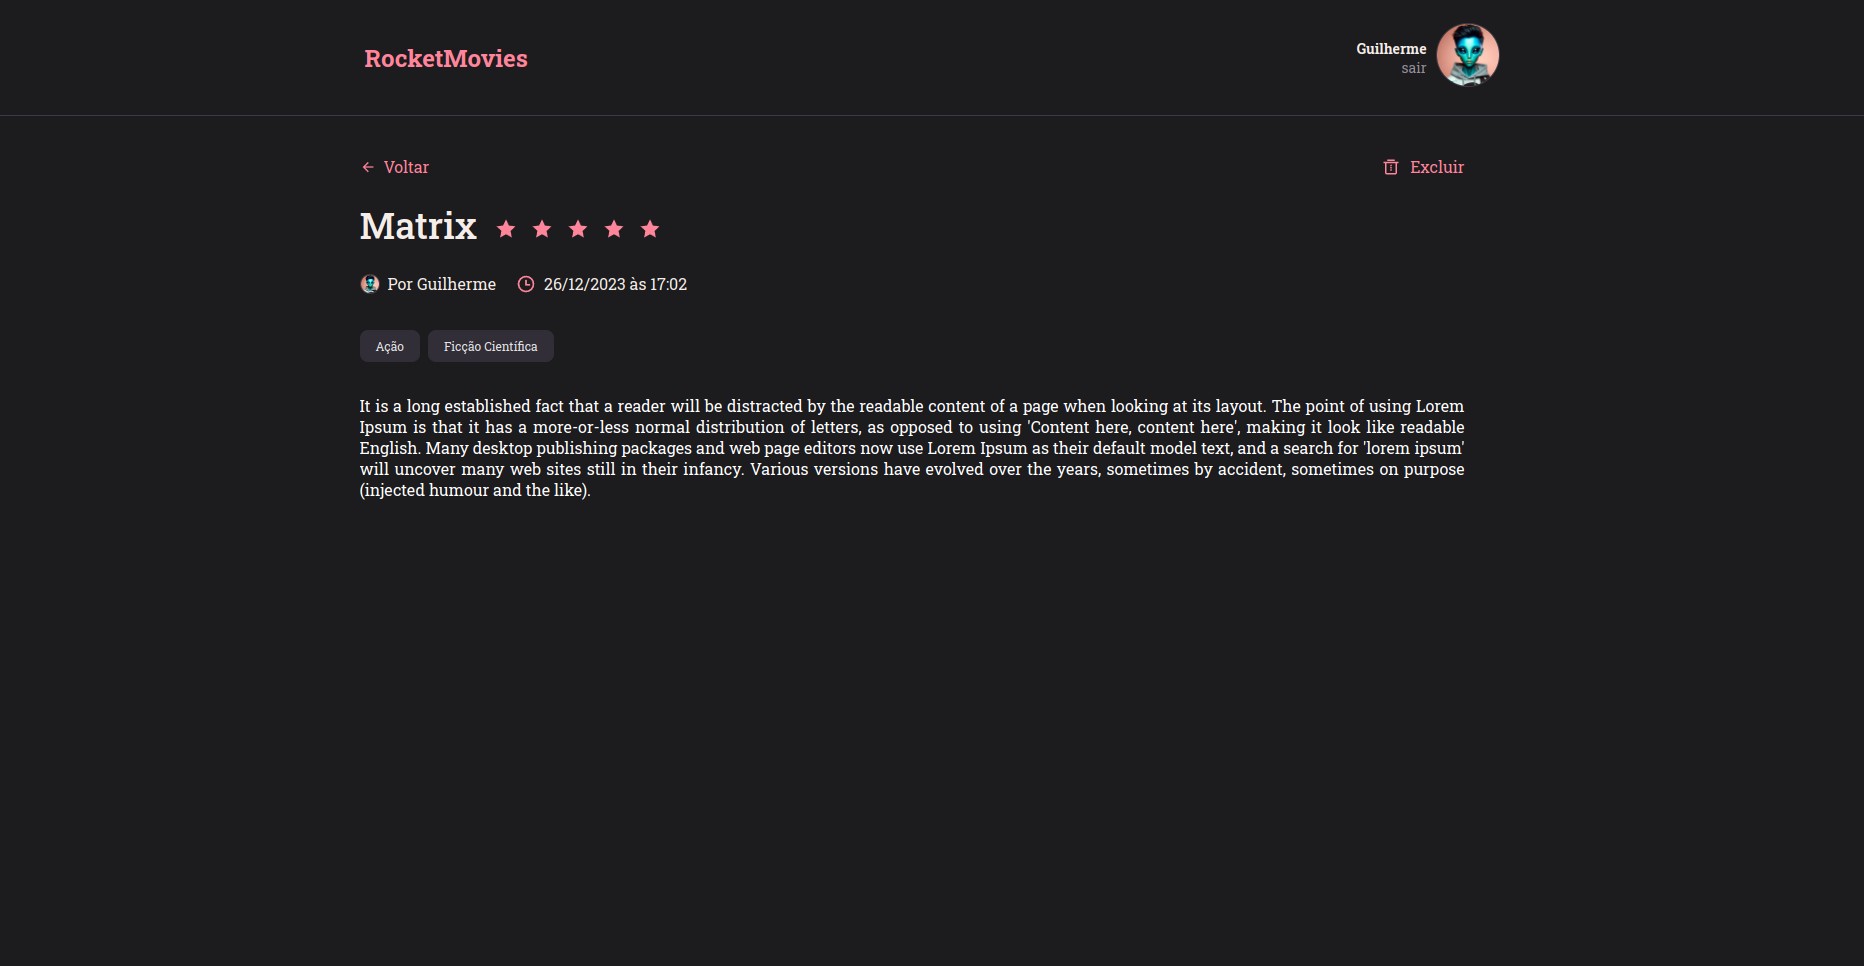 RocketMovies
Guilherme
sair
Voltar
Excluir
Matrix
Por Guilherme 26/12/2023 às 17:02
Ação Ficção Científica
It is a long established fact that a reader will be distracted by the readable content of a page when looking at its layout. The point of using Lorem
Ipsum is that it has a more-or-less normal distribution of letters, as opposed to using 'Content here, content here', making it look like readable
English. Many desktop publishing packages and web page editors now use Lorem Ipsum as their default model text, and a search for 'lorem ipsum'
will uncover many web sites still in their infancy. Various versions have evolved over the years, sometimes by accident, sometimes on purpose
(injected humour and the like).